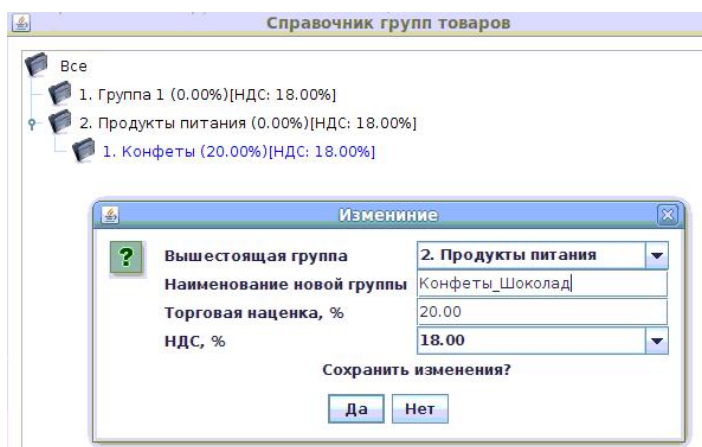 Справочник групп товаров
Все
1. Группа 1 (0.00%)[НДС: 18.00%]
2. Продукты питания (0.00%)[НДС: 18.00%]
1. Конфеты (20.00%)[НДС: 18.00%]
Измениние
Вышестоящая группа 2. Продукты питания
Наименование новой группы Конфеты_Шоколад
Торговая наценка, % 20.00
НДС, % 18.00
Сохранить изменения?
Да Нет